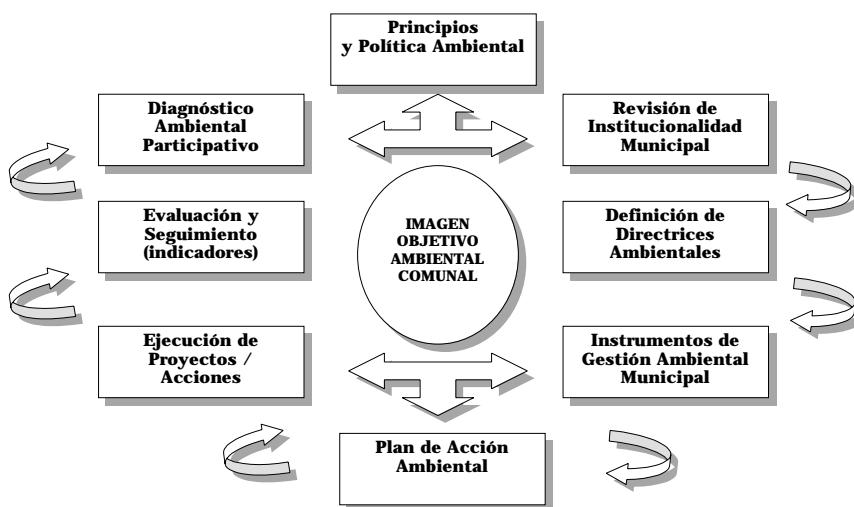 Principios
y Política Ambiental
Diagnóstico
Ambiental
Participativo
Revisión de
Institucionalidad
Municipal
Evaluación y
Seguimiento
(indicadores)
IMAGEN
OBJETIVO
AMBIENTAL
COMUNAL
Definición de
Directrices
Ambientales
Ejecución de
Proyectos /
Acciones
Instrumentos de
Gestión Ambiental
Municipal
Plan de Acción
Ambiental